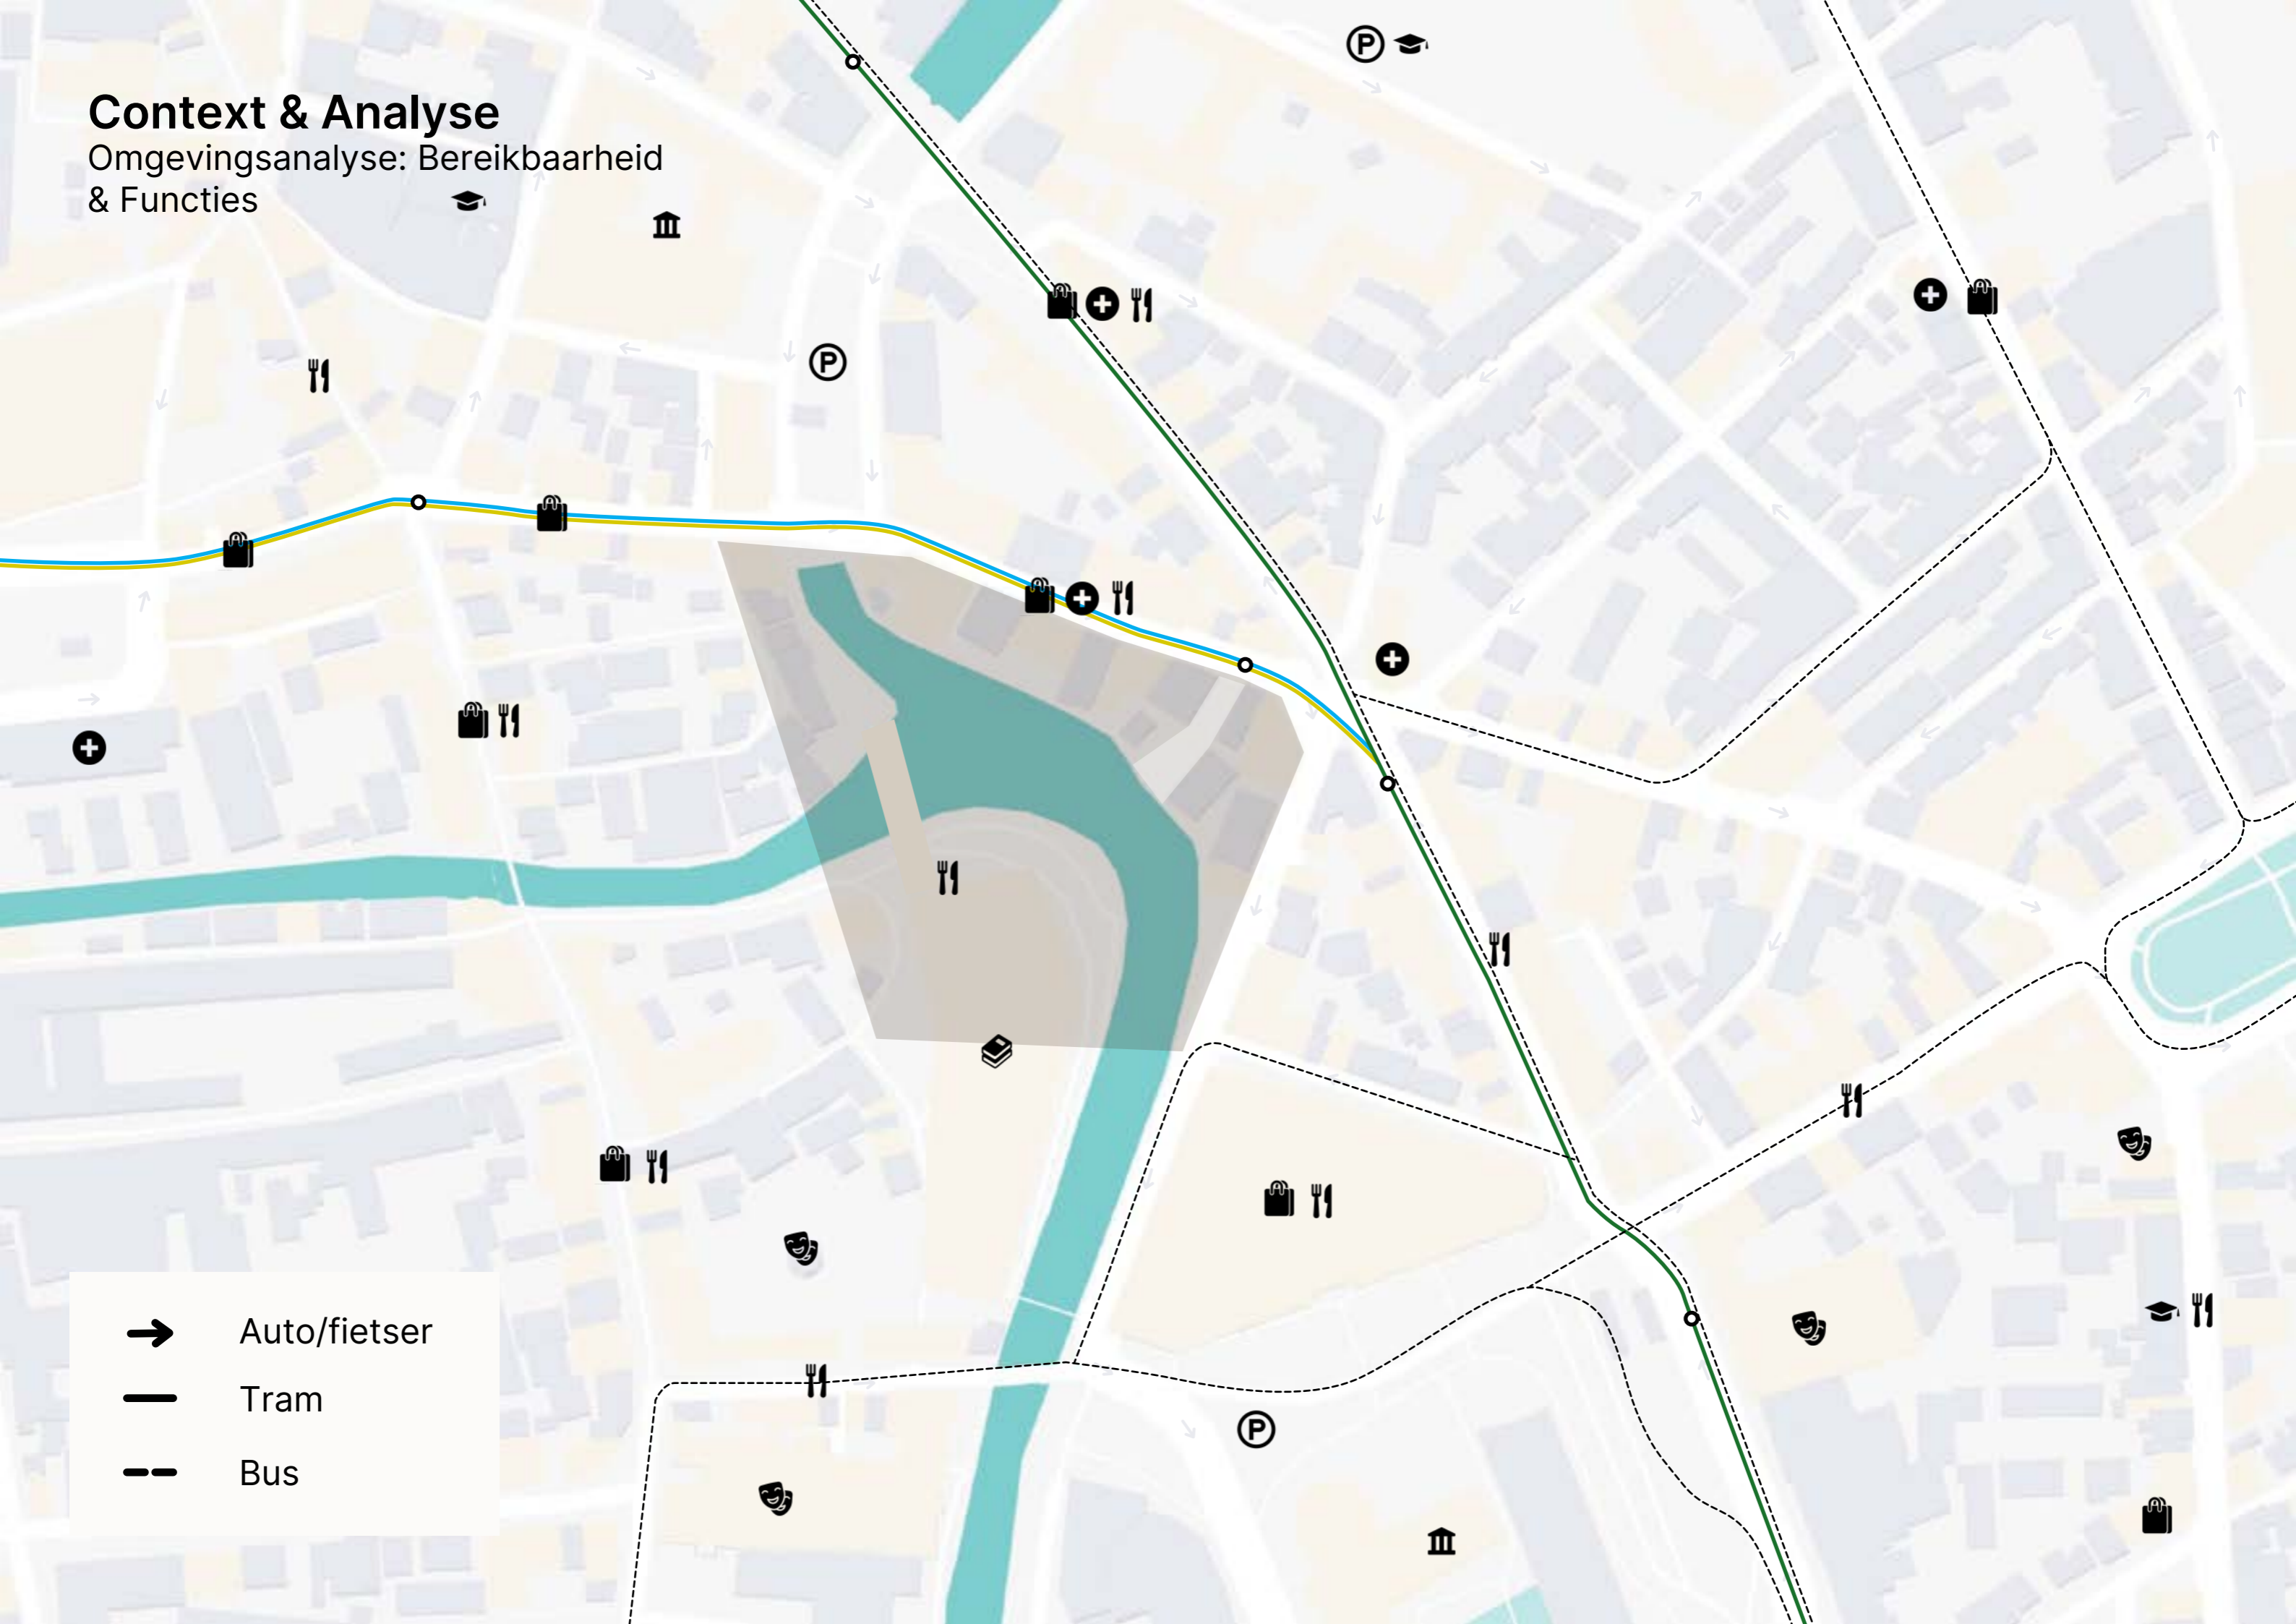 Context & Analyse
Omgevingsanalyse: Bereikbaarheid
& Functies
P
P
P
Auto/fietser
Tram
Bus